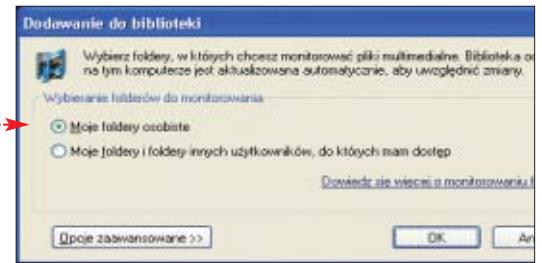 Dodawanie do biblioteki
Wybierz foldery, w których chcesz monitorować pliki multimedialne. Biblioteka
na tym komputerze jest aktualizowana automatycznie, aby uwzględnić zmiany.
Wybieranie folderów do monitorowania
Moje foldery osobiste
Moje foldery i foldery innych użytkowników, do których mam dostęp
Dowiedz się więcej o monitorowaniu
Opcje zaawansowane >>
OK